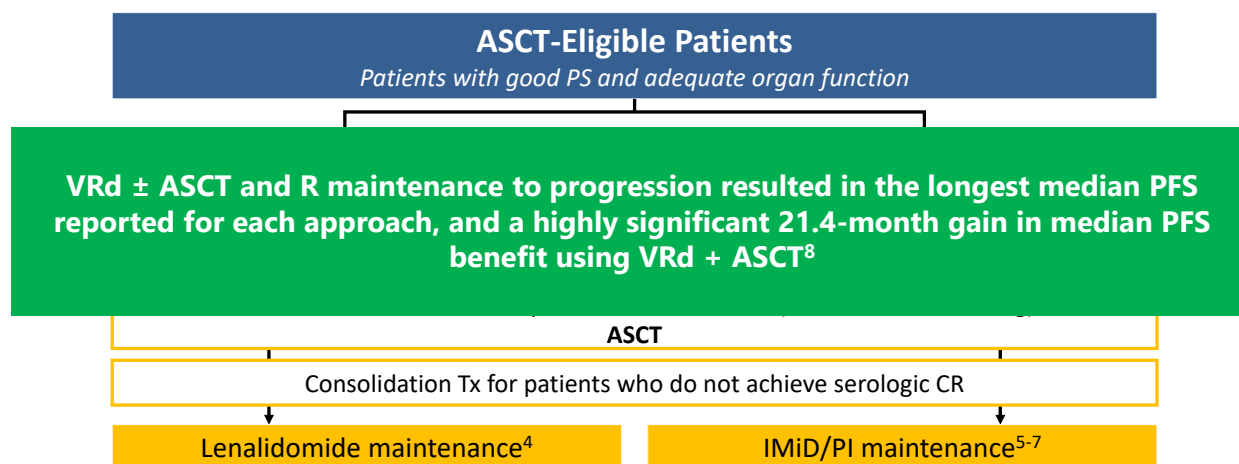 ASCT-Eligible Patients
Patients with good PS and adequate organ function
VRd ± ASCT and R maintenance to progression resulted in the longest median PFS
reported for each approach, and a highly significant 21.4-month gain in median PFS
benefit using VRd + ASCT⁸
ASCT
Consolidation Tx for patients who do not achieve serologic CR
Lenalidomide maintenance⁴
IMiD/PI maintenance⁵⁻⁷